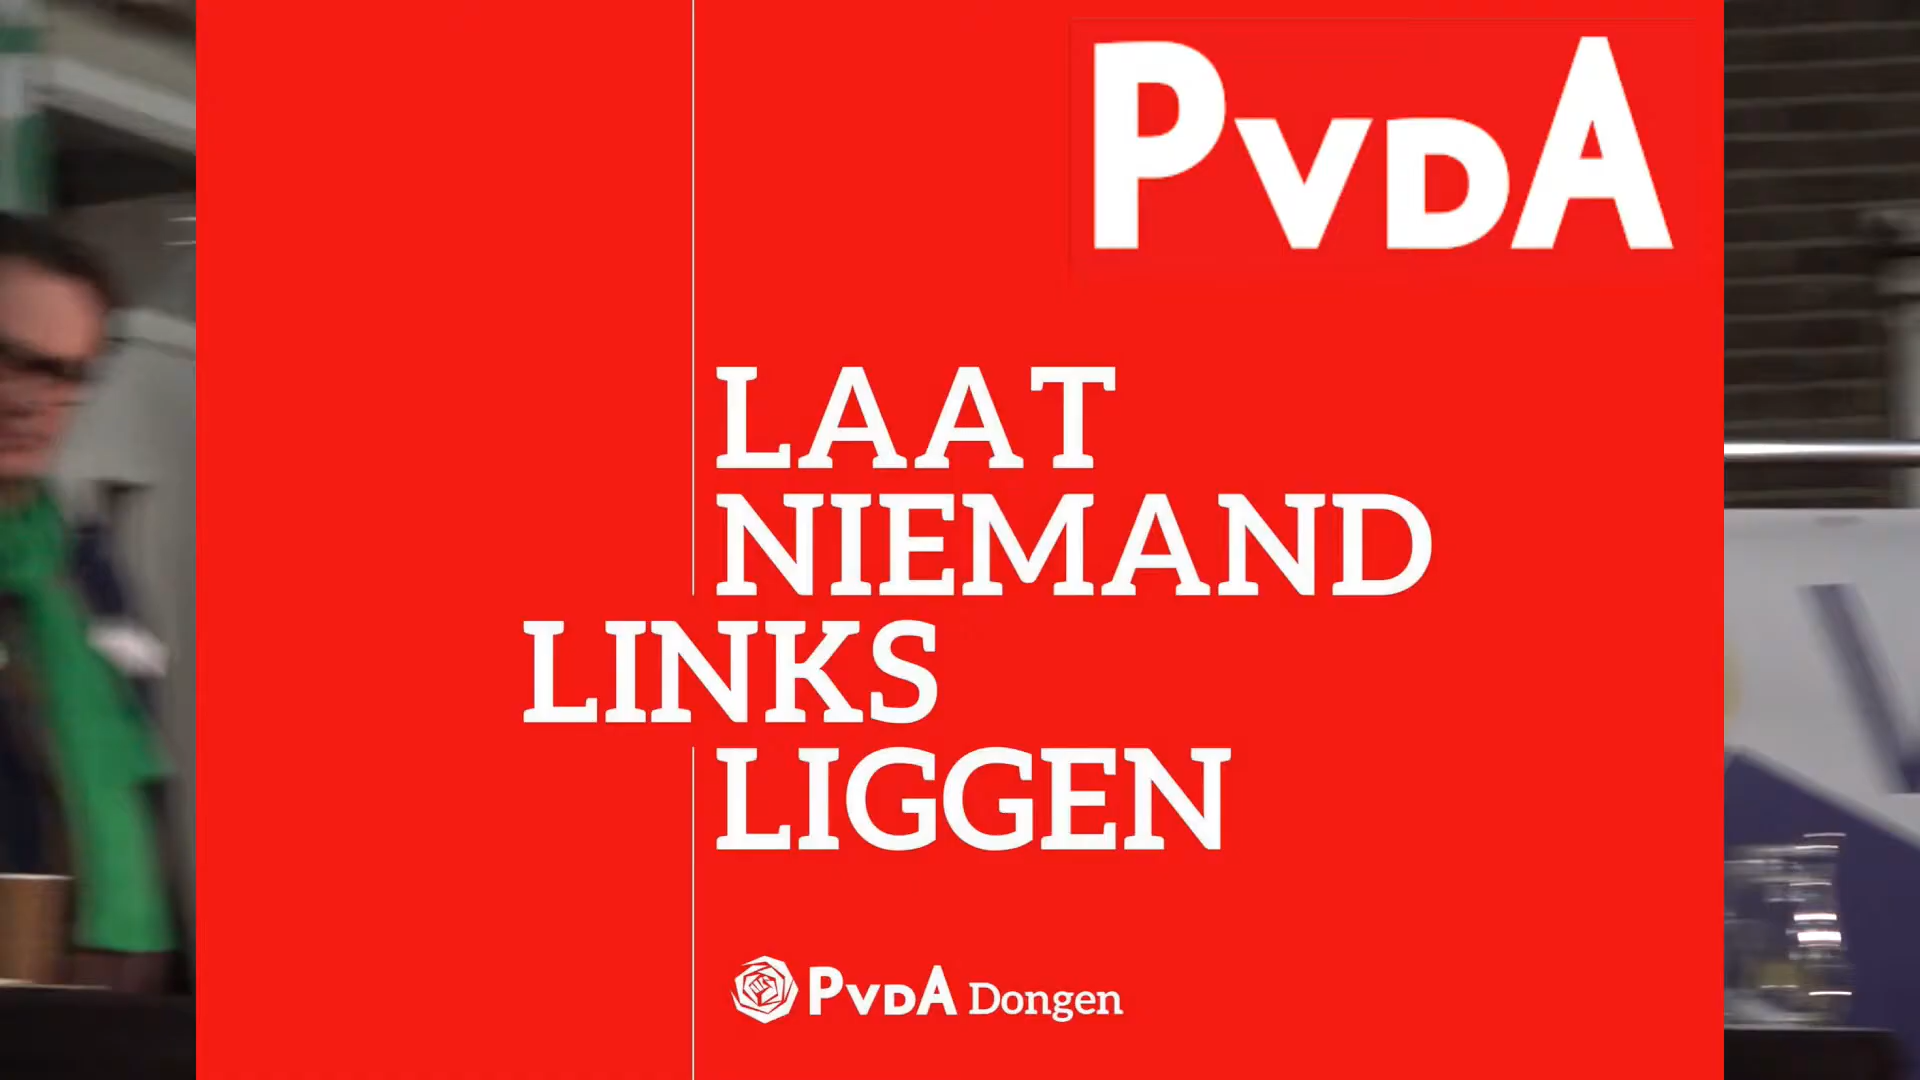 PvdA
LAAT
NIEMAND
LINKS
LIGGEN
PvdA Dongen